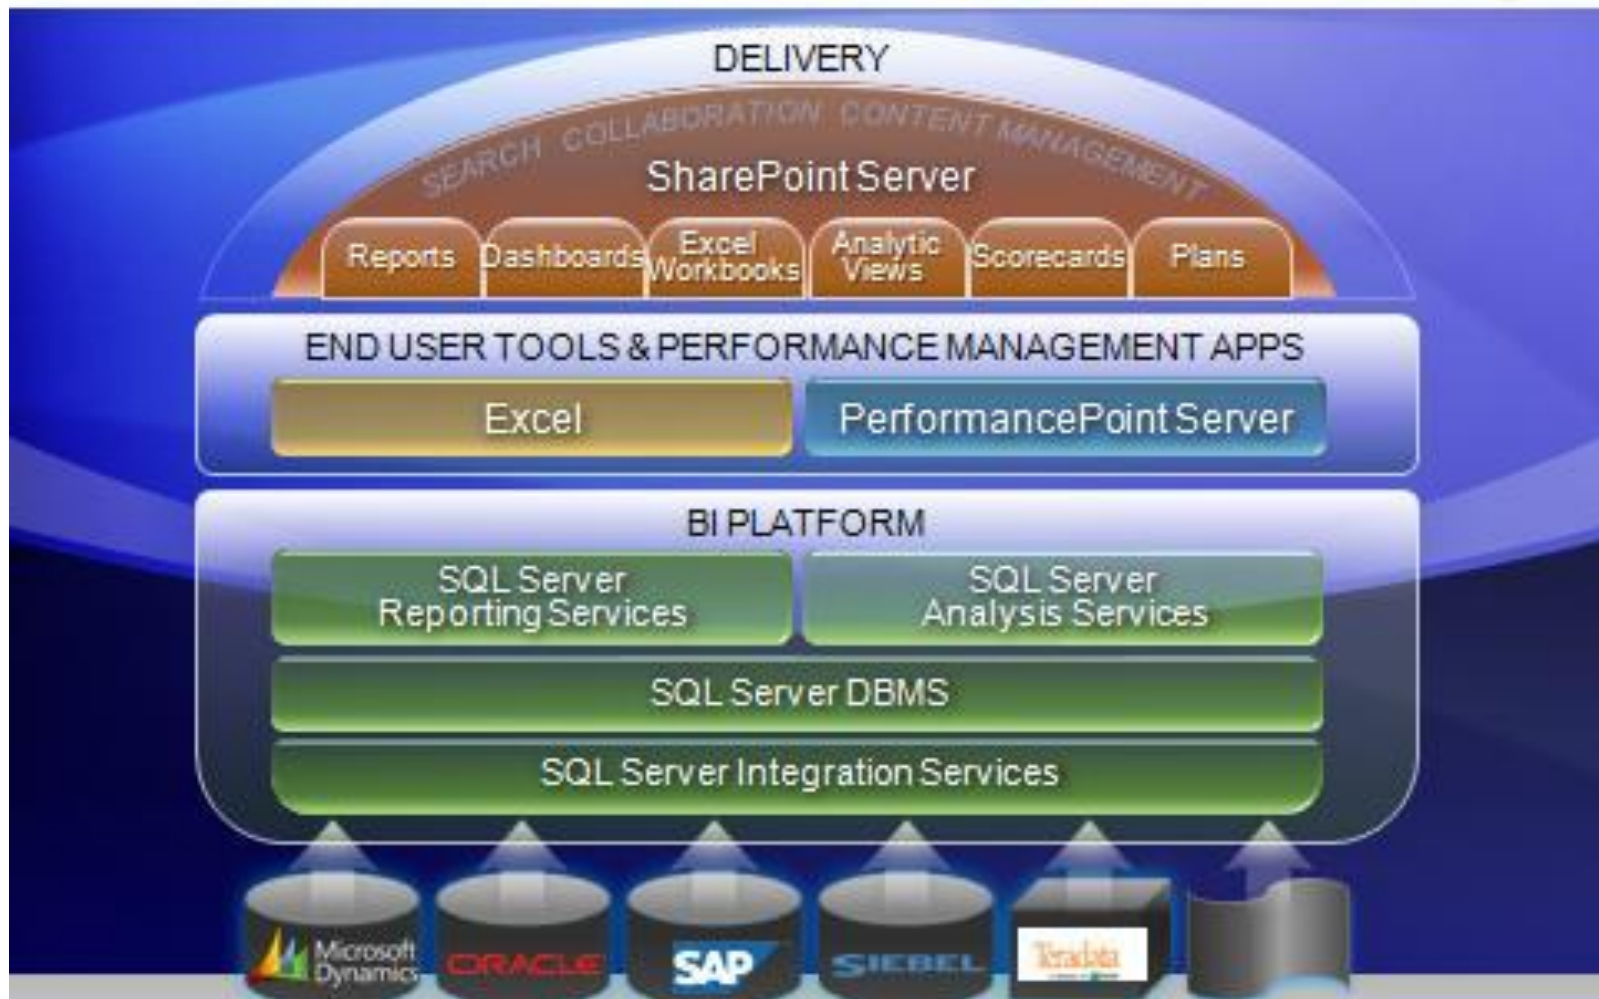 DELIVERY
SEARCH COLLABORATION CONTENT MANAGEMENT
SharePoint Server
Reports
Dashboards
Excel
Workbooks
Analytic
Views
Scorecards
Plans
END USER TOOLS & PERFORMANCE MANAGEMENT APPS
Excel
PerformancePoint Server
BI PLATFORM
SQL Server
Reporting Services
SQL Server
Analysis Services
SQL Server DBMS
SQL Server Integration Services
Microsoft
Dynamics
ORACLE
SAP
SIEBEL
Teradata